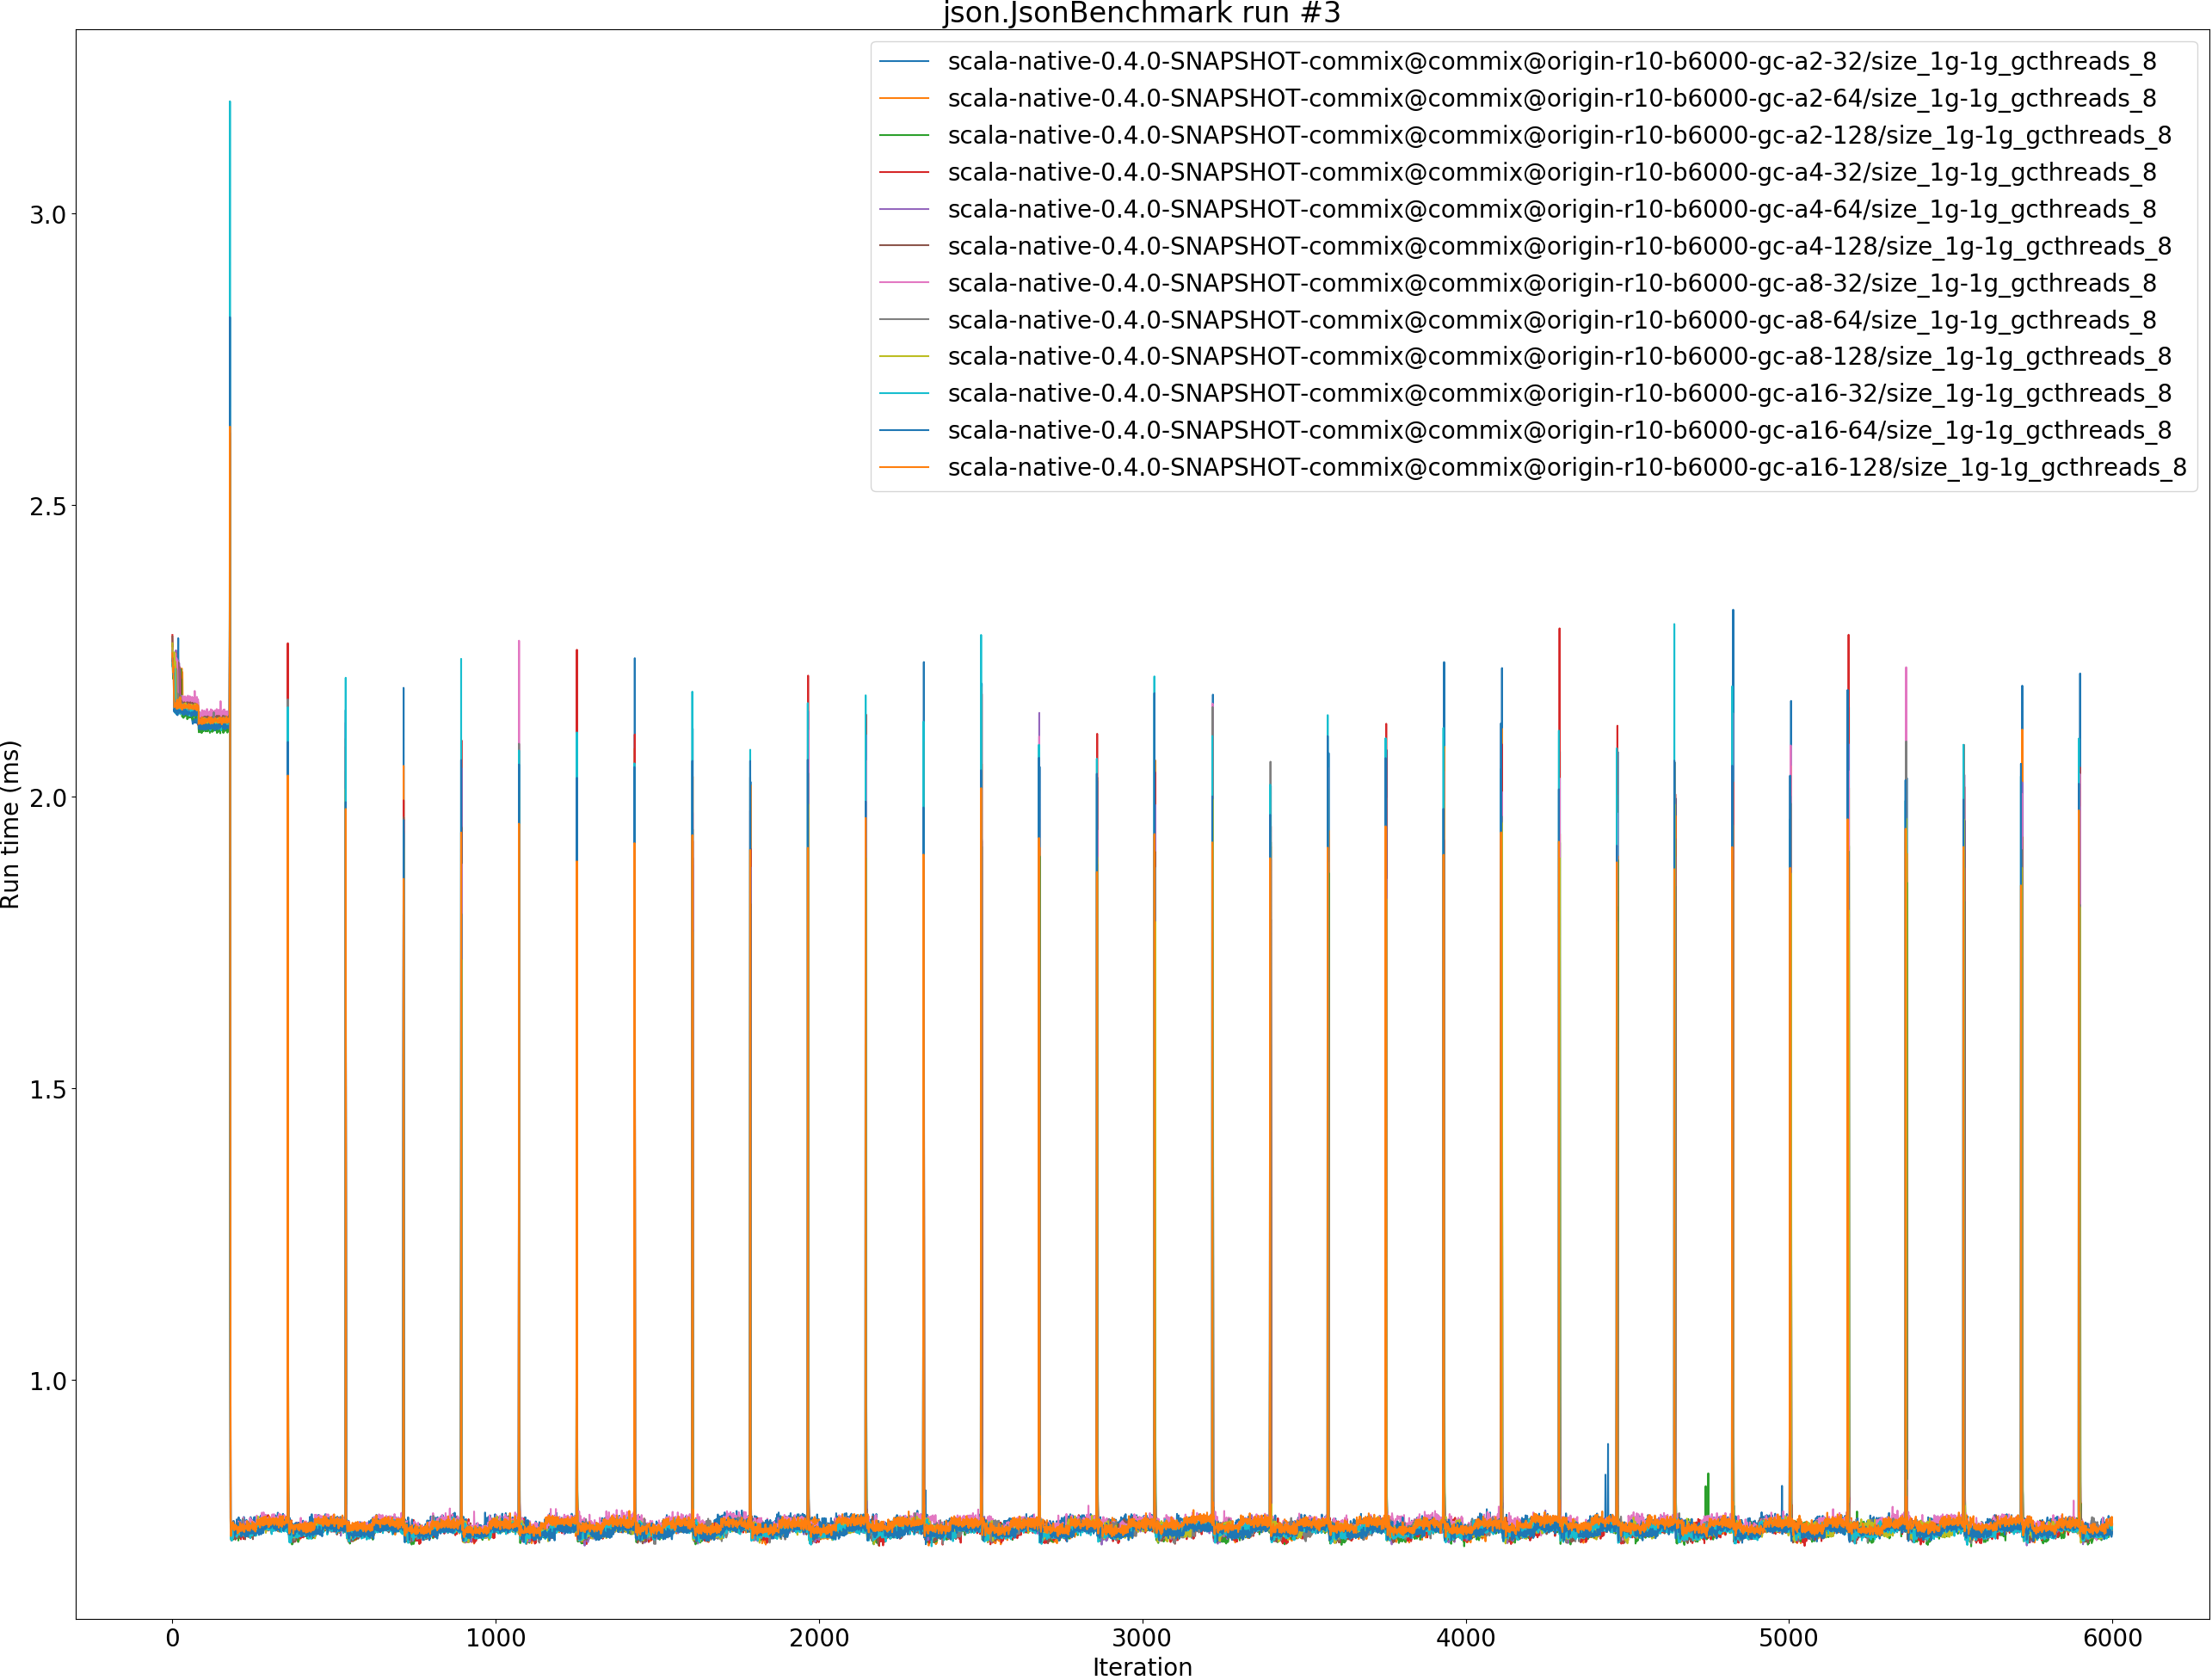 json.JsonBenchmark run #3
scala-native-0.4.0-SNAPSHOT-commix@commix@origin-r10-b6000-gc-a2-32/size_1g-1g_gcthreads_8
scala-native-0.4.0-SNAPSHOT-commix@commix@origin-r10-b6000-gc-a2-64/size_1g-1g_gcthreads_8
scala-native-0.4.0-SNAPSHOT-commix@commix@origin-r10-b6000-gc-a2-128/size_1g-1g_gcthreads_8
scala-native-0.4.0-SNAPSHOT-commix@commix@origin-r10-b6000-gc-a4-32/size_1g-1g_gcthreads_8
scala-native-0.4.0-SNAPSHOT-commix@commix@origin-r10-b6000-gc-a4-64/size_1g-1g_gcthreads_8
scala-native-0.4.0-SNAPSHOT-commix@commix@origin-r10-b6000-gc-a4-128/size_1g-1g_gcthreads_8
scala-native-0.4.0-SNAPSHOT-commix@commix@origin-r10-b6000-gc-a8-32/size_1g-1g_gcthreads_8
scala-native-0.4.0-SNAPSHOT-commix@commix@origin-r10-b6000-gc-a8-64/size_1g-1g_gcthreads_8
scala-native-0.4.0-SNAPSHOT-commix@commix@origin-r10-b6000-gc-a8-128/size_1g-1g_gcthreads_8
scala-native-0.4.0-SNAPSHOT-commix@commix@origin-r10-b6000-gc-a16-32/size_1g-1g_gcthreads_8
scala-native-0.4.0-SNAPSHOT-commix@commix@origin-r10-b6000-gc-a16-64/size_1g-1g_gcthreads_8
scala-native-0.4.0-SNAPSHOT-commix@commix@origin-r10-b6000-gc-a16-128/size_1g-1g_gcthreads_8
3.0
2.5
2.0
1.5
1.0
Run time (ms)
0 1000 2000 3000 4000 5000 6000
Iteration